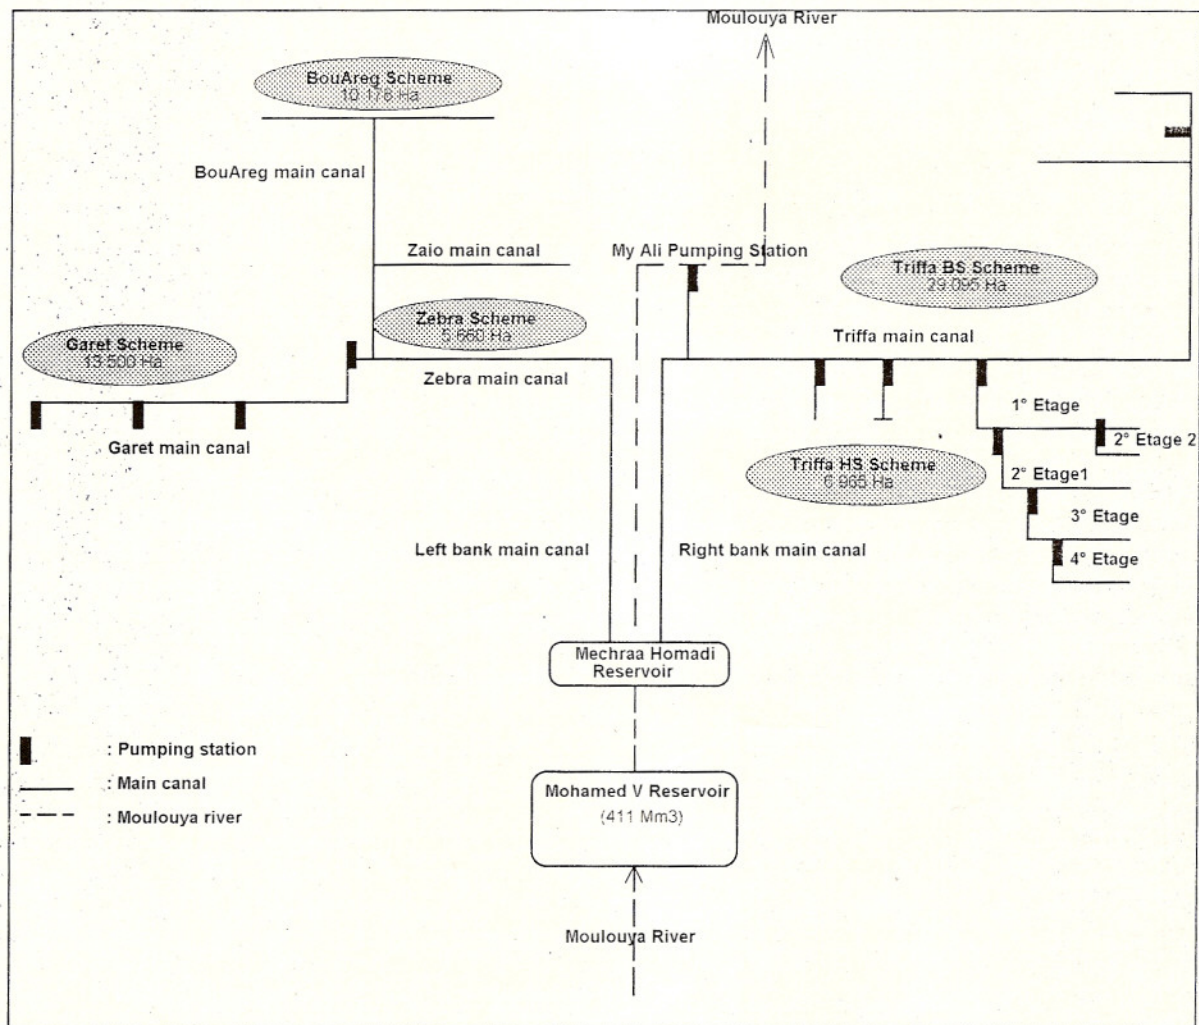 Moulouya River
BouAreg Scheme
10 178 Ha
BouAreg main canal
Zaio main canal
My Ali Pumping Station
Triffa BS Scheme
29 095 Ha
Zebra Scheme
5 660 Ha
Garet Scheme
13 500 Ha
Triffa main canal
Zebra main canal
1° Etage
Garet main canal
2° Etage 2
Triffa HS Scheme
6 965 Ha
2° Etage1
3° Etage
Left bank main canal
Right bank main canal
4° Etage
Mechraa Homadi
Reservoir
: Pumping station
: Main canal
: Moulouya river
Mohamed V Reservoir
(411 Mm3)
Moulouya River